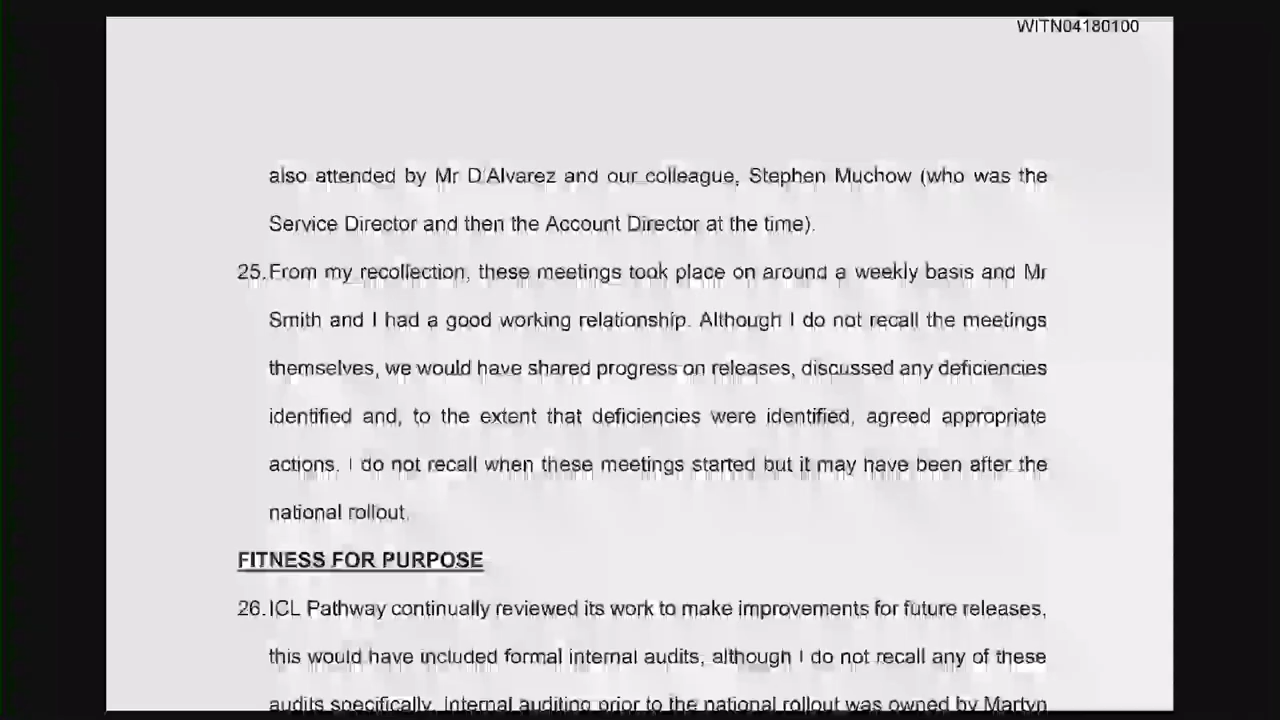 WITN04180100
also attended by Mr D'Alvarez and our colleague, Stephen Muchow (who was the
Service Director and then the Account Director at the time).
25. From my recollection, these meetings took place on around a weekly basis and Mr
Smith and I had a good working relationship. Although I do not recall the meetings
themselves, we would have shared progress on releases, discussed any deficiencies
identified and, to the extent that deficiencies were identified, agreed appropriate
actions. I do not recall when these meetings started but it may have been after the
national rollout.
FITNESS FOR PURPOSE
26. ICL Pathway continually reviewed its work to make improvements for future releases,
this would have included formal internal audits, although I do not recall any of these
audits specifically. Internal auditing prior to the national rollout was owned by Martyn